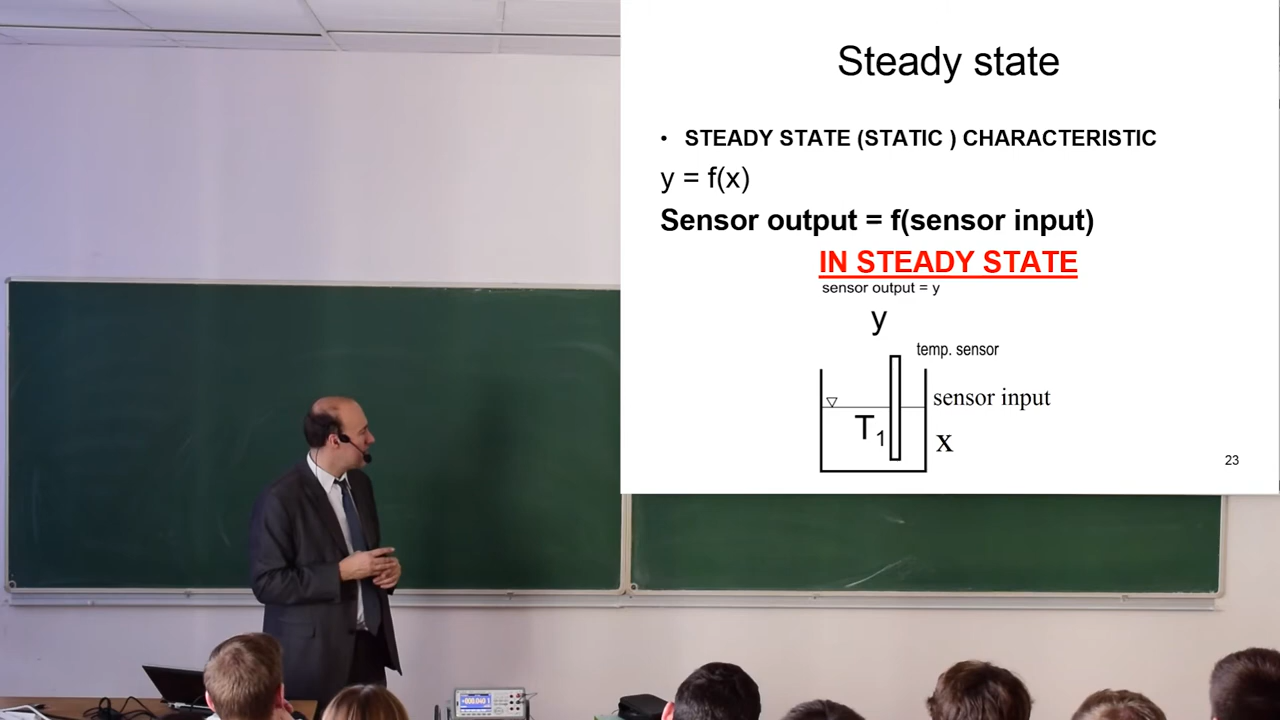 Steady state
• STEADY STATE (STATIC ) CHARACTERISTIC
y = f(x)
Sensor output = f(sensor input)
IN STEADY STATE
sensor output = y
y
temp. sensor
sensor input
T1
x
23